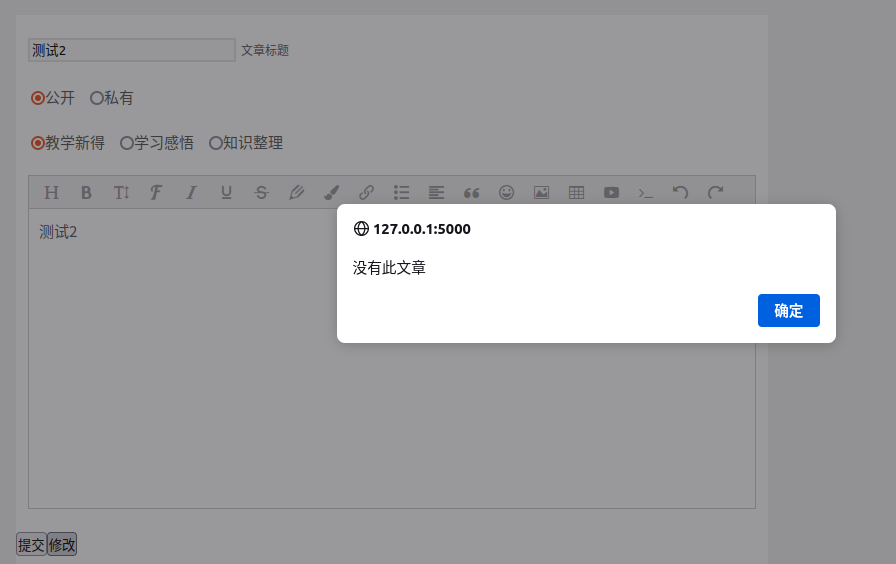 测试2 文章标题
公开 私有
教学新得 学习感悟 知识整理
测试2
127.0.0.1:5000
没有此文章
确定
提交 修改